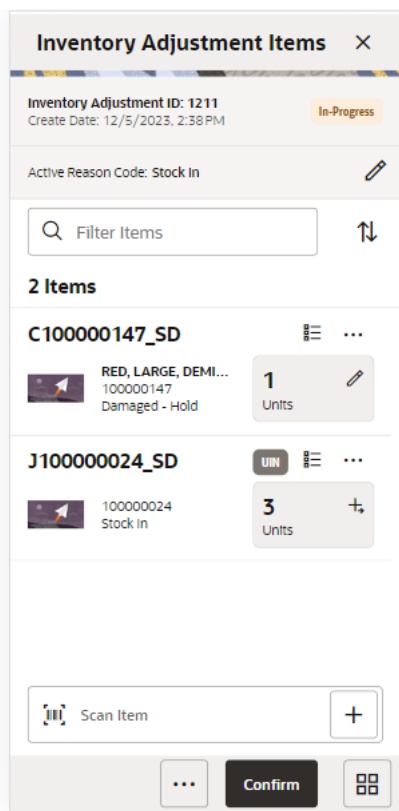 Inventory Adjustment Items
Inventory Adjustment ID: 1211
Create Date: 12/5/2023, 2:38 PM
In-Progress
Active Reason Code: Stock In
Filter Items
2 Items
C100000147_SD
RED, LARGE, DEMI...
100000147
Damaged - Hold
1
Units
J100000024_SD
UIN
100000024
Stock In
3
Units
Scan Item
Confirm